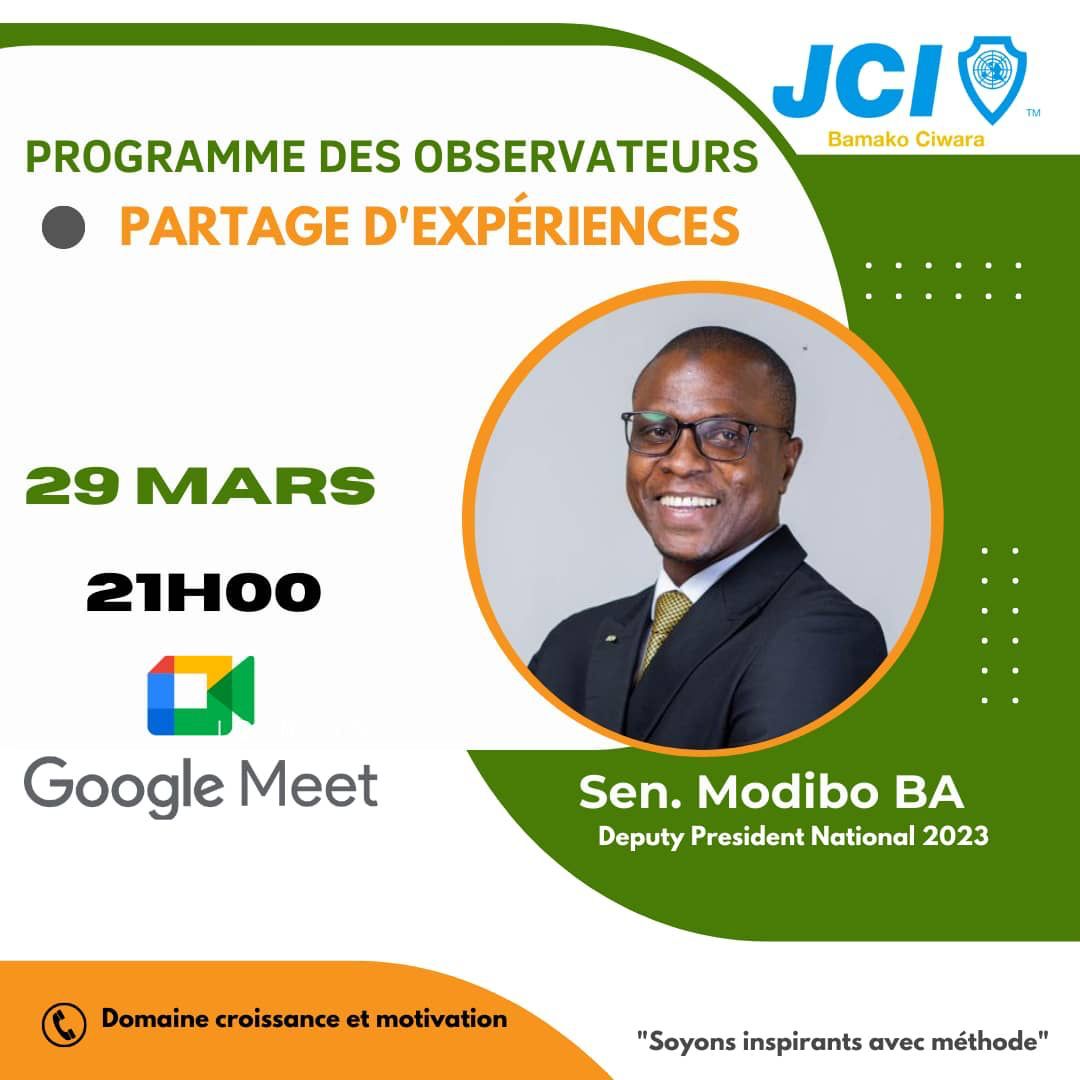 JCI
TM
Bamako Ciwara
PROGRAMME DES OBSERVATEURS
PARTAGE D'EXPÉRIENCES
29 MARS
21H00
Google Meet
Sen. Modibo BA
Deputy President National 2023
Domaine croissance et motivation
"Soyons inspirants avec méthode"